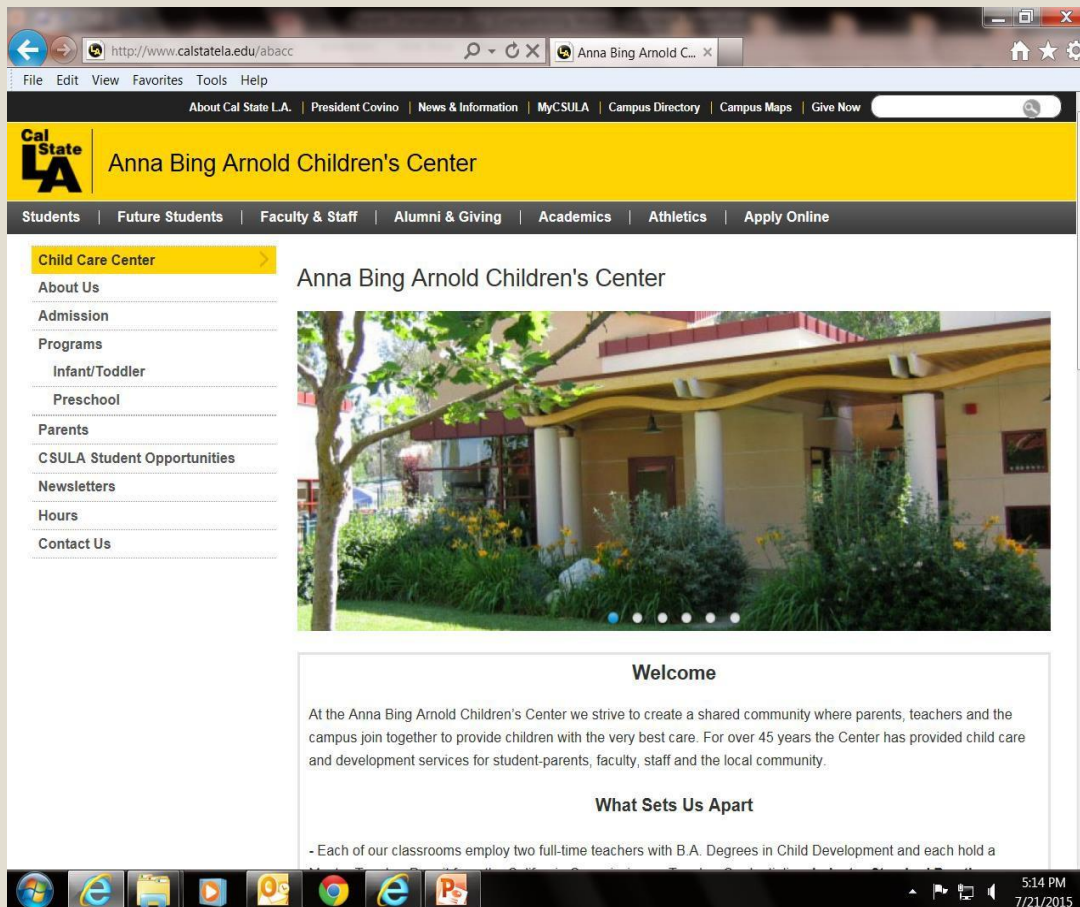 http://www.calstatela.edu/abacc
Anna Bing Arnold C...
File Edit View Favorites Tools Help
About Cal State L.A. | President Covino | News & Information | MyCSULA | Campus Directory | Campus Maps | Give Now
Cal State LA
Anna Bing Arnold Children's Center
Students | Future Students | Faculty & Staff | Alumni & Giving | Academics | Athletics | Apply Online
Child Care Center
About Us
Admission
Programs
Infant/Toddler
Preschool
Parents
CSULA Student Opportunities
Newsletters
Hours
Contact Us
Anna Bing Arnold Children's Center
Welcome
At the Anna Bing Arnold Children's Center we strive to create a shared community where parents, teachers and the
campus join together to provide children with the very best care. For over 45 years the Center has provided child care
and development services for student-parents, faculty, staff and the local community.
What Sets Us Apart
- Each of our classrooms employ two full-time teachers with B.A. Degrees in Child Development and each hold a
5:14 PM
7/21/2015